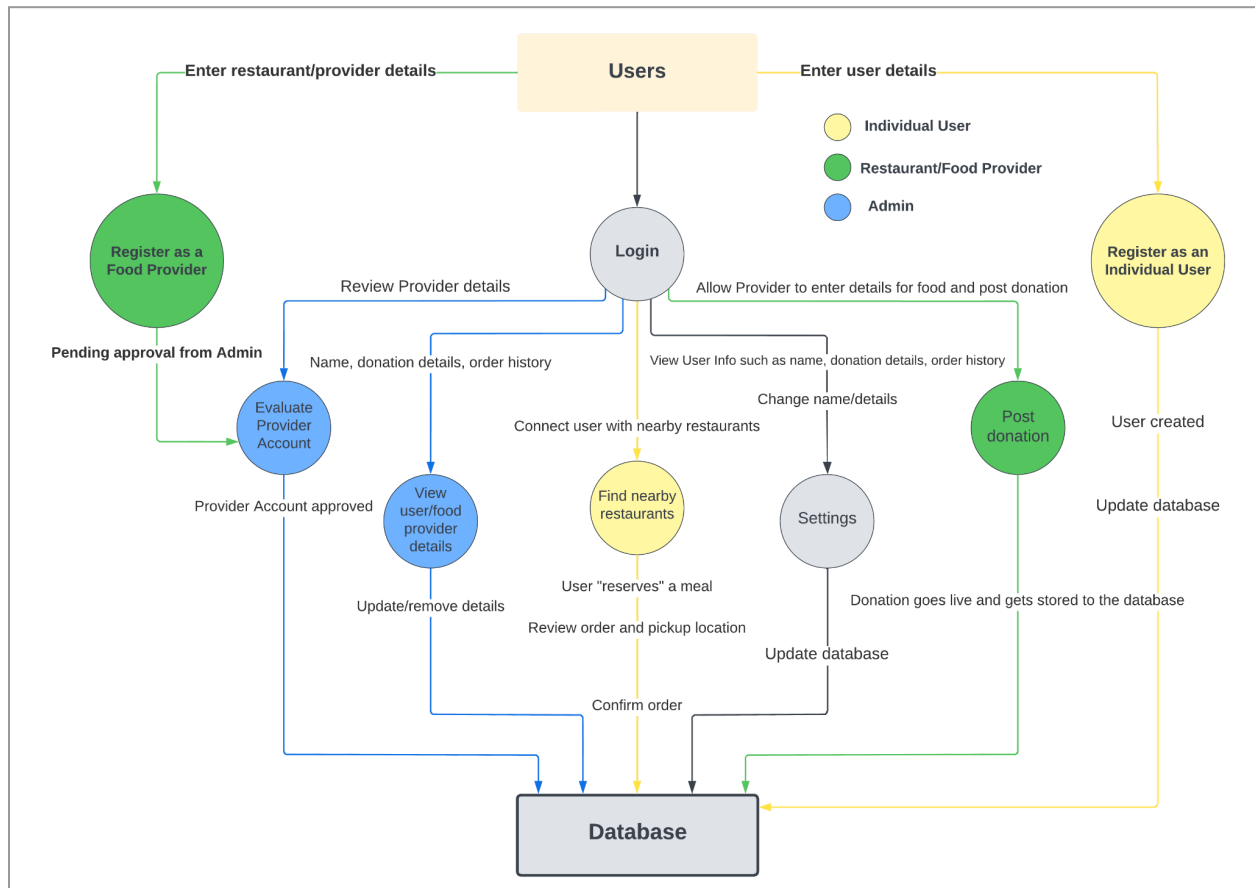 Users
Enter restaurant/provider details
Enter user details
Individual User
Restaurant/Food Provider
Admin
Register as a
Food Provider
Login
Register as an
Individual User
Review Provider details
Allow Provider to enter details for food and post donation
Pending approval from Admin
Name, donation details, order history
View User Info such as name, donation details, order history
Change name/details
Evaluate
Provider
Account
Connect user with nearby restaurants
Post
donation
User created
Provider Account approved
View
user/food
provider
details
Find nearby
restaurants
Settings
Update database
Update/remove details
User "reserves" a meal
Review order and pickup location
Donation goes live and gets stored to the database
Update database
Confirm order
Database